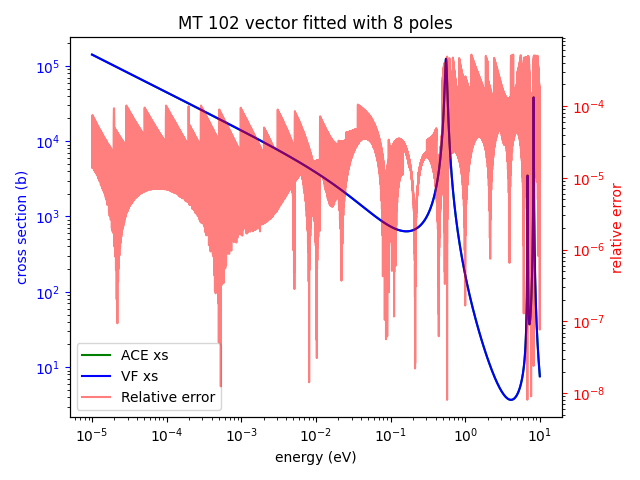 MT 102 vector fitted with 8 poles
cross section (b)
10^5
10^4
10^3
10^2
10^1
10^-4
10^-5
10^-6
10^-7
10^-8
relative error
ACE xs
VF xs
Relative error
10^-5 10^-4 10^-3 10^-2 10^-1 10^0 10^1
energy (eV)